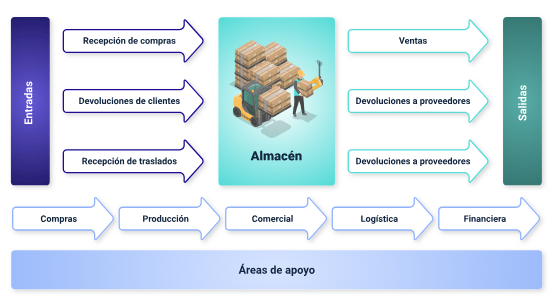 Entradas
Recepción de compras
Devoluciones de clientes
Recepción de traslados
Almacén
Ventas
Devoluciones a proveedores
Devoluciones a proveedores
Salidas
Compras
Producción
Comercial
Logística
Financiera
Áreas de apoyo